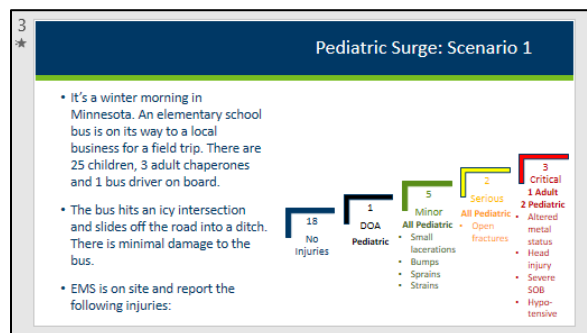 3
Pediatric Surge: Scenario 1
• It's a winter morning in
Minnesota. An elementary school
bus is on its way to a local
business for a field trip. There are
25 children, 3 adult chaperones
and 1 bus driver on board.
• The bus hits an icy intersection
and slides off the road into a ditch.
There is minimal damage to the
bus.
• EMS is on site and report the
following injuries:
18
No
Injuries
1
DOA
Pediatric
5
Minor
All Pediatric
• Small
lacerations
• Bumps
• Sprains
• Strains
2
Serious
All Pediatric
• Open
fractures
3
Critical
1 Adult
2 Pediatric
• Altered
metal
status
• Head
injury
• Severe
SOB
• Hypo-
tensive